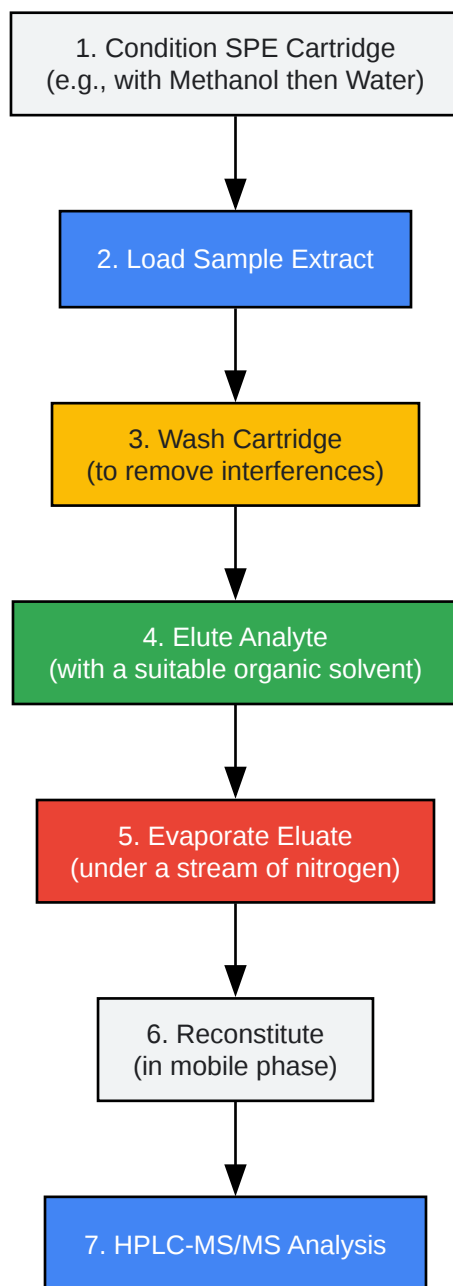 1. Condition SPE Cartridge
(e.g., with Methanol then Water)
2. Load Sample Extract
3. Wash Cartridge
(to remove interferences)
4. Elute Analyte
(with a suitable organic solvent)
5. Evaporate Eluate
(under a stream of nitrogen)
6. Reconstitute
(in mobile phase)
7. HPLC-MS/MS Analysis